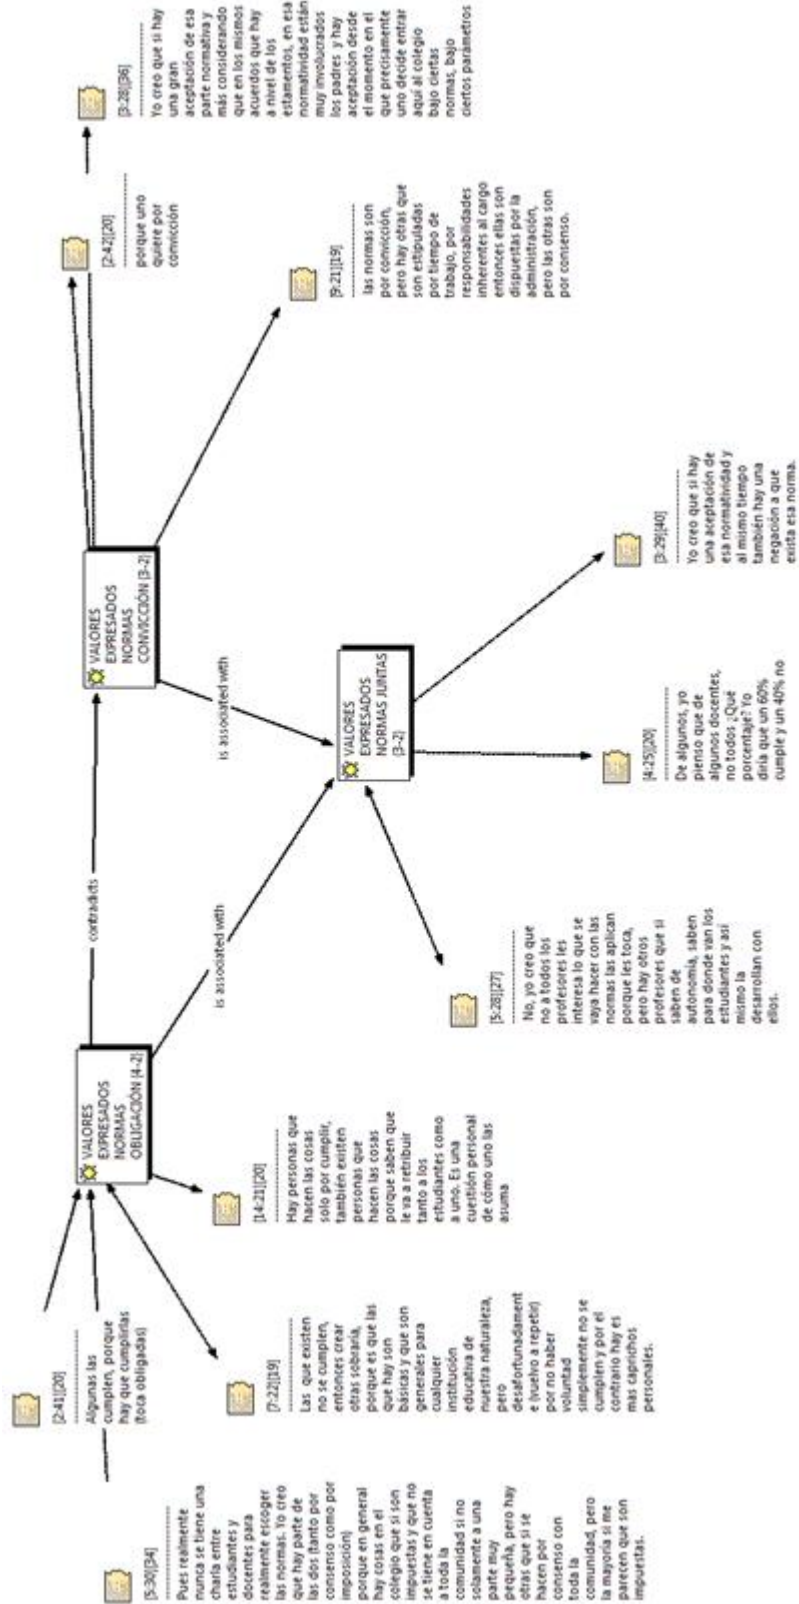 [5:30][34]
Pues realmente
nunca se tiene una
charla entre
estudiantes y
docentes para
realmente escoger
las normas. Yo creo
que hay parte de
las dos (tanto por
consenso como por
imposición)
porque en general
hay cosas en el
colegio que si son
impuestas y que no
se tiene en cuenta
a toda la
comunidad si no
solamente a una
parte muy
pequeña, pero hay
otras que si se
hacen por
consenso con
toda la
comunidad, pero
la mayoría si me
parecen que son
impuestas.
[2:41][20]
Algunas las
cumplen, porque
hay que cumplirlas
(toca obligadas)
[7:22][19]
Las que existen
no se cumplen,
entonces crear
otras sobraría,
porque es que las
que hay son
básicas y que son
generales para
cualquier
institución
educativa de
nuestra naturaleza,
pero
desafortunadament
e (vuelvo a repetir)
por no haber
voluntad
simplemente no se
cumplen y por el
contrario hay es
mas caprichos
personales.
VALORES
EXPRESADOS
NORMAS
OBLIGACIÓN {4-2}
[14:21][20]
Hay personas que
hacen las cosas
solo por cumplir,
también existen
personas que
hacen las cosas
porque saben que
le va a retribuir
tanto a los
estudiantes como
a uno. Es una
cuestión personal
de cómo uno las
asuma
contradicts
is associated with
[5:28][27]
No, yo creo que
no a todos los
profesores les
interesa lo que se
vaya hacer con las
normas las aplican
porque les toca,
pero hay otros
profesores que si
saben de
autonomía, saben
para donde van los
estudiantes y así
mismo la
desarrollan con
ellos.
is associated with
VALORES
EXPRESADOS
NORMAS JUNTAS
{3-2}
[4:25][20]
De algunos, yo
pienso que de
algunos docentes,
no todos ¿Qué
porcentaje? Yo
diría que un 60%
cumple y un 40% no
VALORES
EXPRESADOS
NORMAS
CONVICCIÓN {3-2}
[3:29][40]
Yo creo que si hay
una aceptación de
esa normatividad y
al mismo tiempo
también hay una
negación a que
exista esa norma.
[2:42][20]
porque uno
quiere por
convicción
[9:21][19]
las normas son
por convicción,
pero hay otras que
son estipuladas
por tiempo de
trabajo, por
responsabilidades
inherentes al cargo
entonces ellas son
dispuestas por la
administración,
pero las otras son
por consenso.
[3:28][36]
Yo creo que si hay
una gran
aceptación de esa
parte normativa y
más considerando
que en los mismos
acuerdos que hay
a nivel de los
estamentos, en esa
normatividad están
muy involucrados
los padres y hay
aceptación desde
el momento en el
que precisamente
uno decide entrar
aquí al colegio
bajo ciertas
normas, bajo
ciertos parámetros